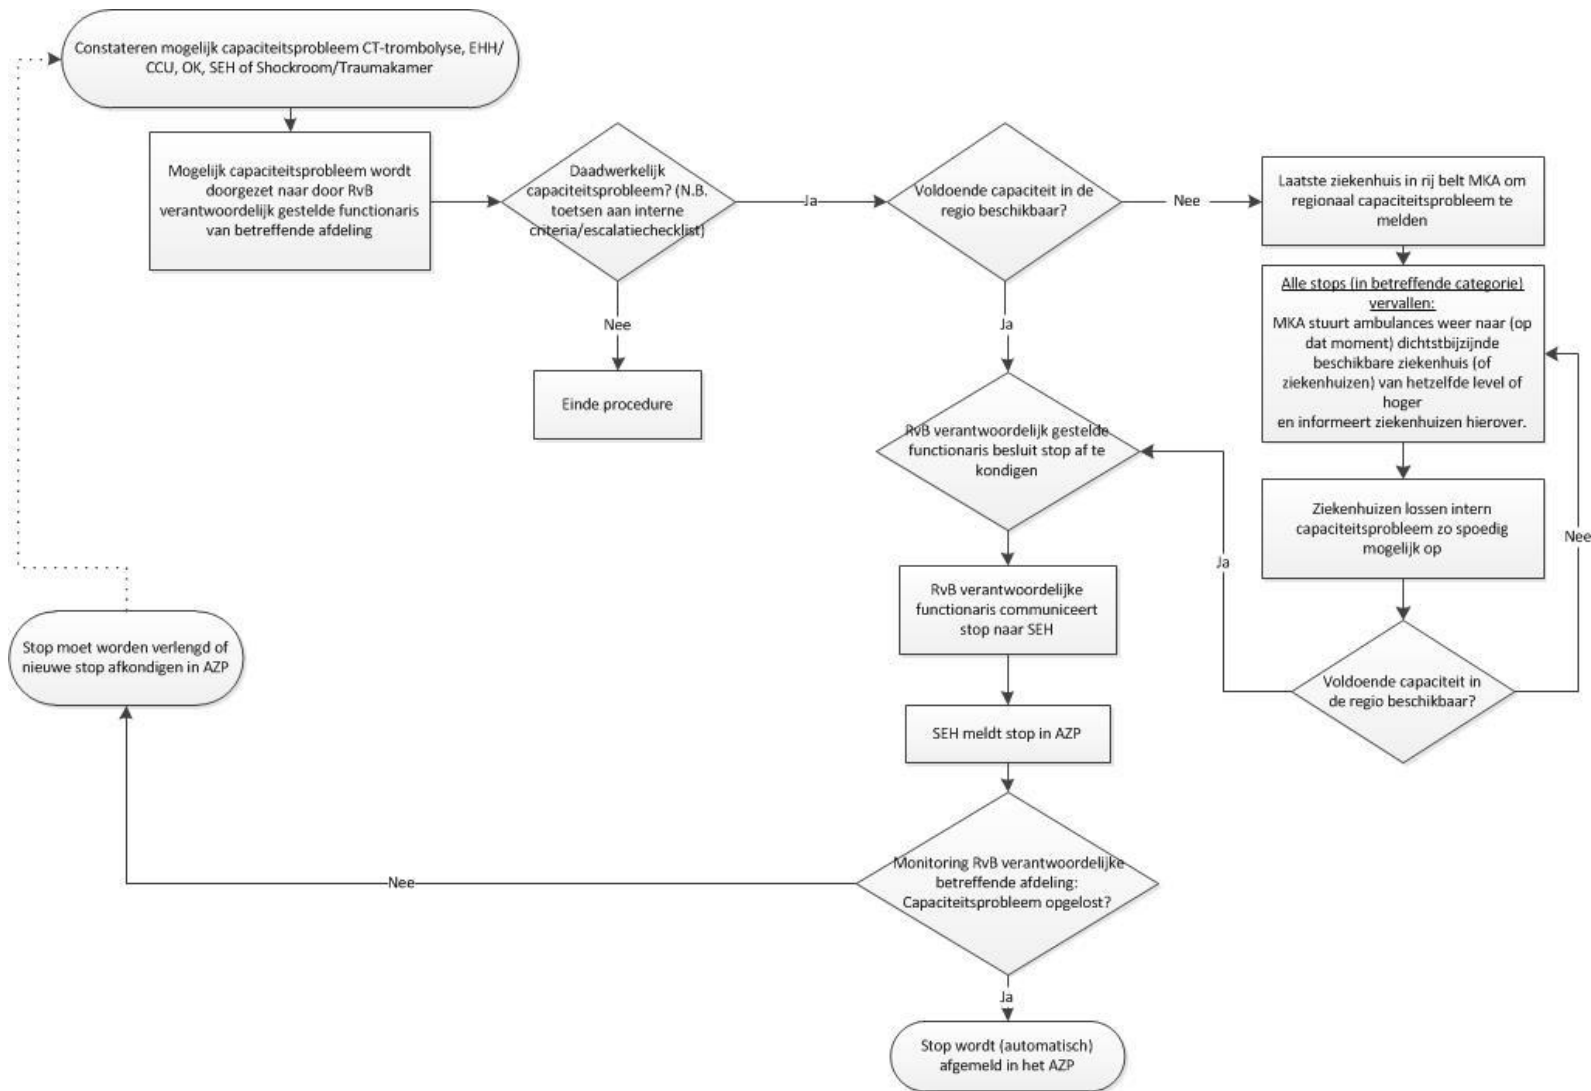 Constateren mogelijk capaciteitsprobleem CT-trombolyse, EHH/
CCU, OK, SEH of Shockroom/Traumakamer
Mogelijk capaciteitsprobleem wordt
doorgezet naar door RvB
verantwoordelijk gestelde functionaris
van betreffende afdeling
Daadwerkelijk
capaciteitsprobleem? (N.B.
toetsen aan interne
criteria/escalatiechecklist)
Ja
Nee
Einde procedure
Voldoende capaciteit in de
regio beschikbaar?
Nee
Ja
Laatste ziekenhuis in rij belt MKA om
regionaal capaciteitsprobleem te
melden
Alle stops (in betreffende categorie)
vervallen:
MKA stuurt ambulances weer naar (op
dat moment) dichtstbijzijnde
beschikbare ziekenhuis (of
ziekenhuizen) van hetzelfde level of
hoger
en informeert ziekenhuizen hierover.
Ziekenhuizen lossen intern
capaciteitsprobleem zo spoedig
mogelijk op
Voldoende capaciteit in
de regio beschikbaar?
Nee
Ja
RvB verantwoordelijk gestelde
functionaris besluit stop af te
kondigen
RvB verantwoordelijke
functionaris communiceert
stop naar SEH
SEH meldt stop in AZP
Monitoring RvB verantwoordelijke
betreffende afdeling:
Capaciteitsprobleem opgelost?
Nee
Stop moet worden verlengd of
nieuwe stop afkondigen in AZP
Ja
Stop wordt (automatisch)
afgemeld in het AZP